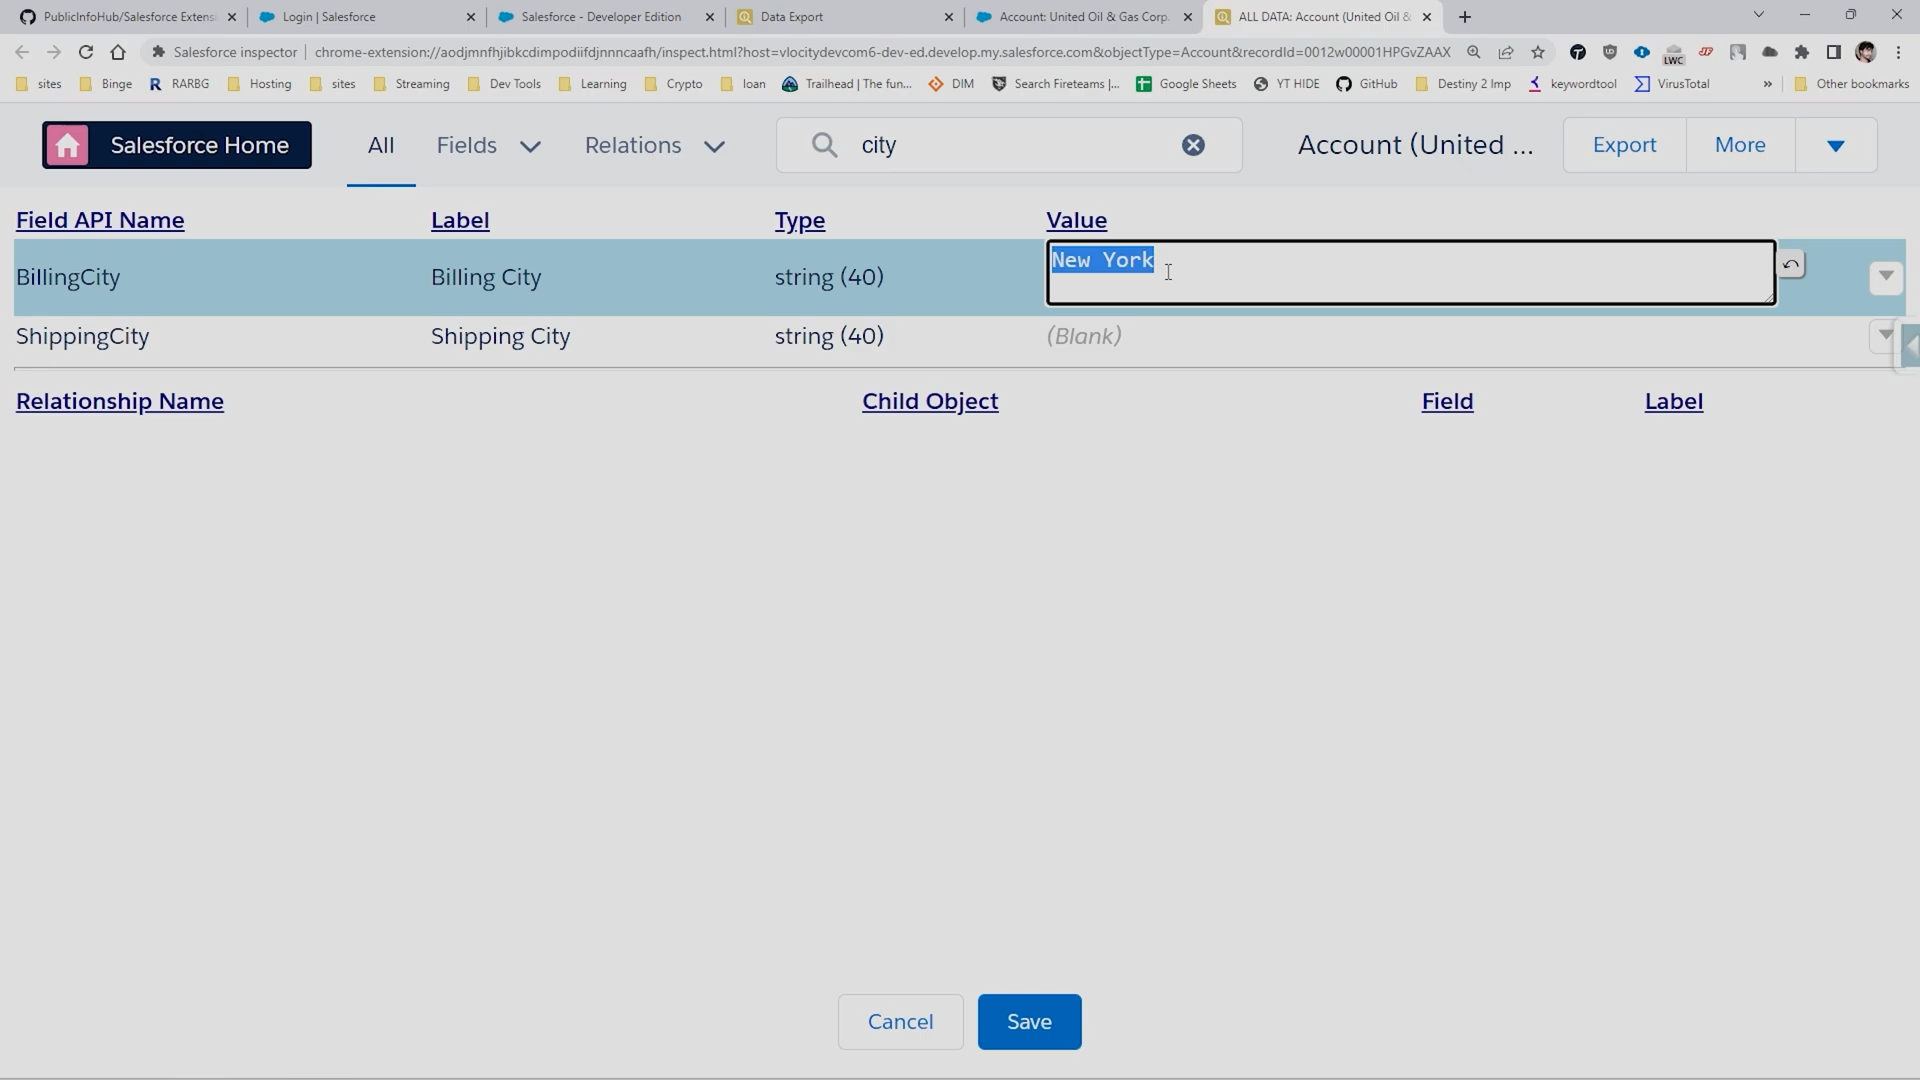 PublicInfoHub/Salesforce Extens
Login | Salesforce
Salesforce - Developer Edition
Data Export
Account: United Oil & Gas Corp.
ALL DATA: Account (United Oil &
Salesforce inspector
chrome-extension://aodjmnfhjibkcdimpodiifdjnnncaafh/inspect.html?host=vlocitydevcom6-dev-ed.develop.my.salesforce.com&objectType=Account&recordId=0012w00001HPGvZAAX
LWC
sites
Binge
R
RARBG
Hosting
sites
Streaming
Dev Tools
Learning
Crypto
loan
Trailhead | The fun...
DIM
Search Fireteams |...
Google Sheets
YT HIDE
GitHub
Destiny 2 Imp
keywordtool
VirusTotal
»
Other bookmarks
Salesforce Home
All
Fields
Relations
city
Account (United ...
Export
More
Field API Name
Label
Type
Value
BillingCity
Billing City
string (40)
New York
ShippingCity
Shipping City
string (40)
(Blank)
Relationship Name
Child Object
Field
Label
Cancel
Save